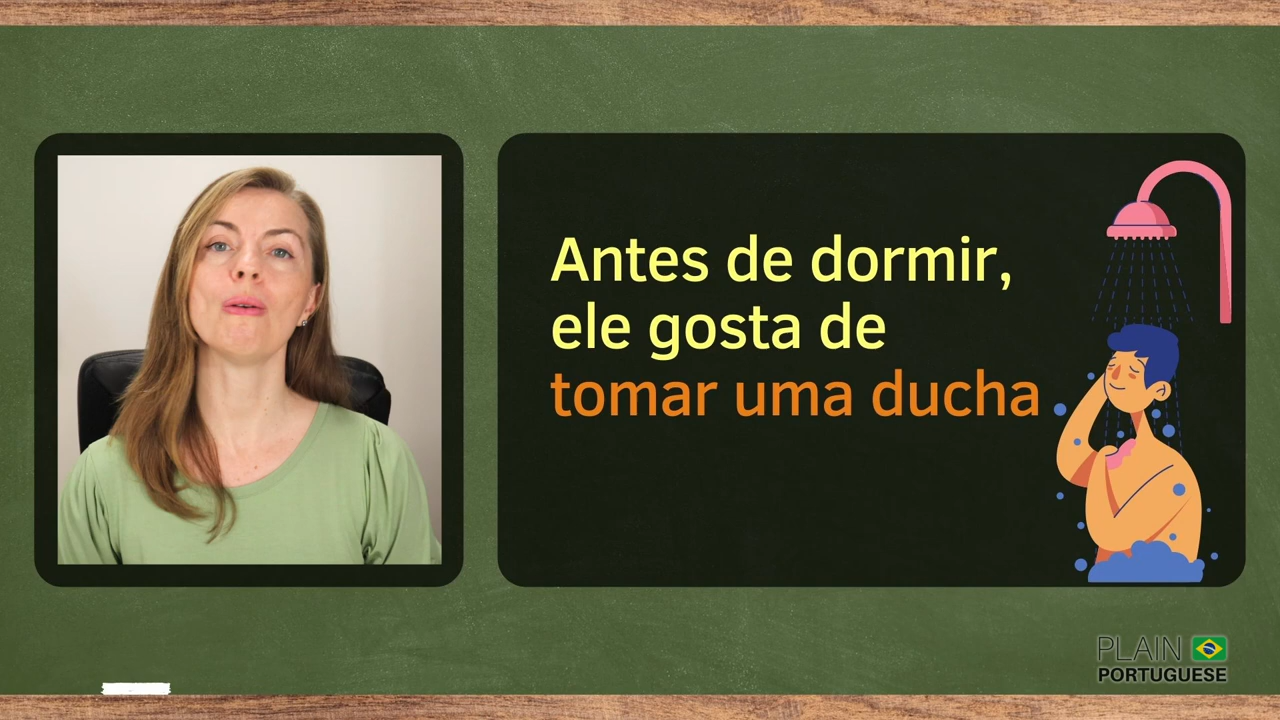 Antes de dormir,
ele gosta de
tomar uma ducha
PLAIN
PORTUGUESE